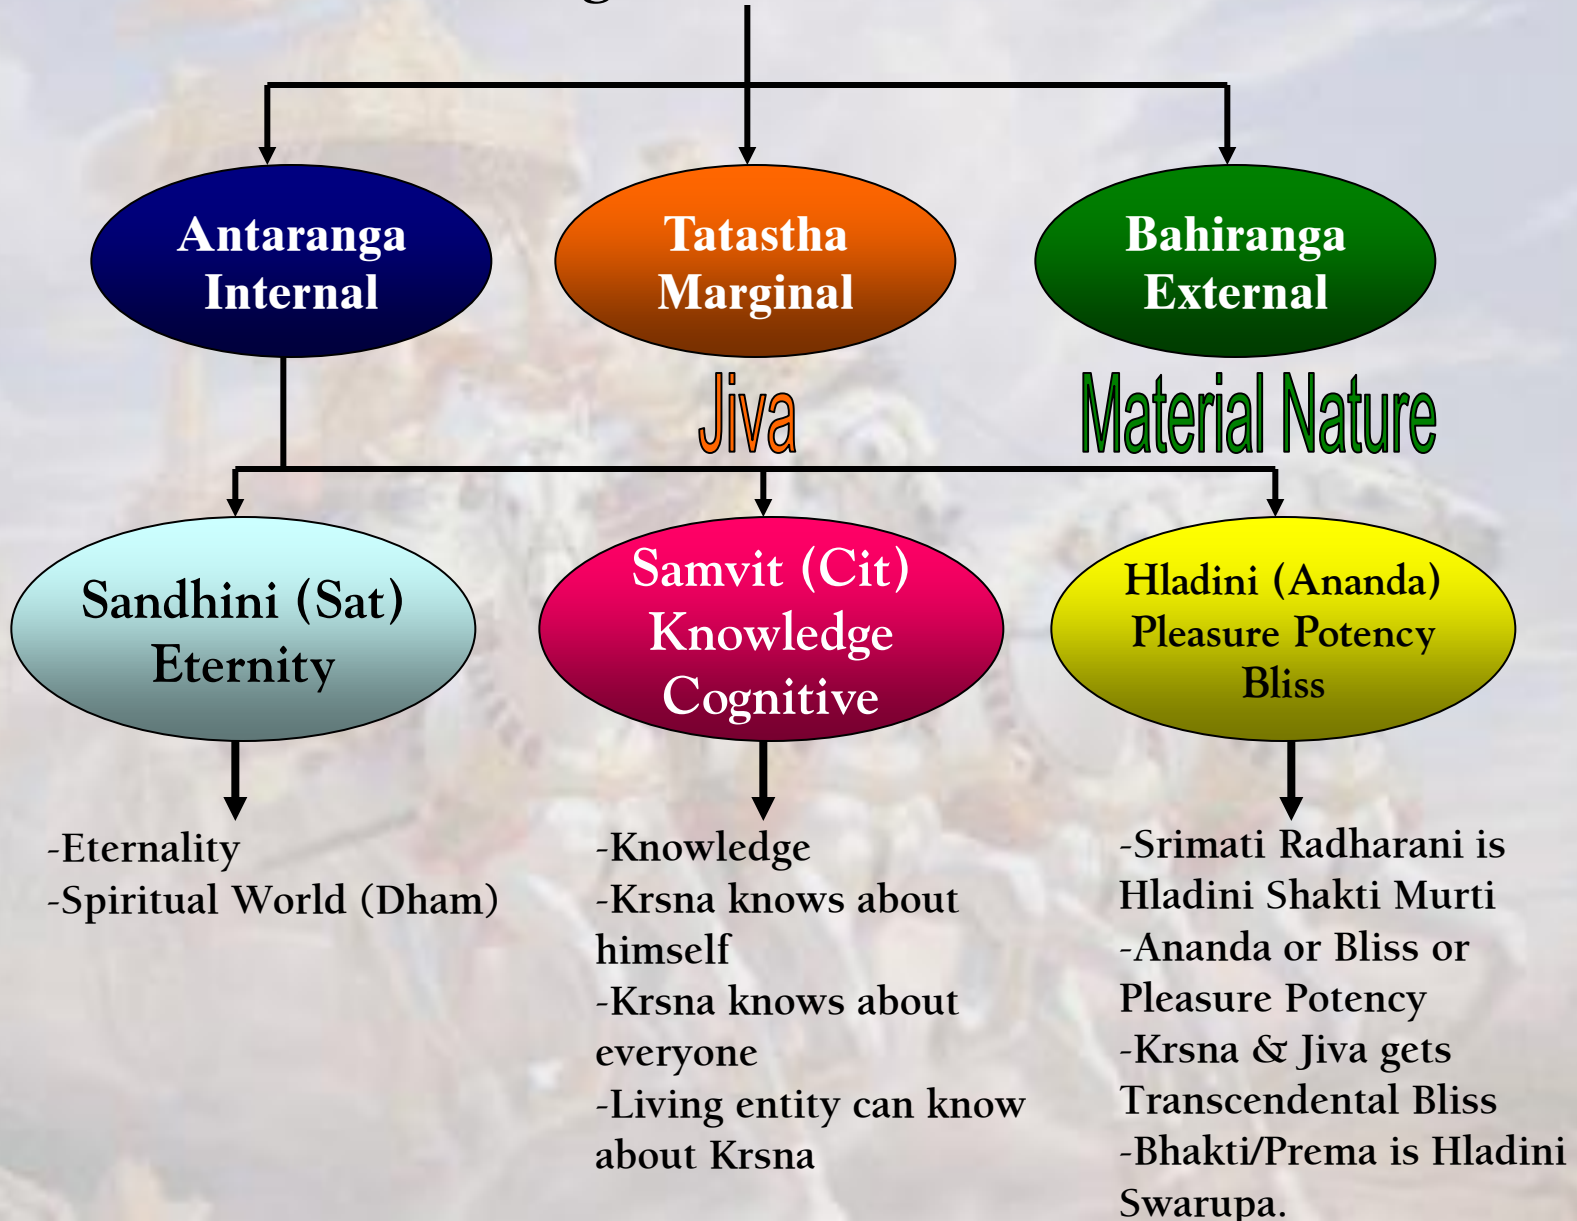 Antaranga
Internal
Tatastha
Marginal
Bahiranga
External
Jiva
Material Nature
Sandhini (Sat)
Eternity
Samvit (Cit)
Knowledge
Cognitive
Hladini (Ananda)
Pleasure Potency
Bliss
-Eternality
-Spiritual World (Dham)
-Knowledge
-Krsna knows about
himself
-Krsna knows about
everyone
-Living entity can know
about Krsna
-Srimati Radharani is
Hladini Shakti Murti
-Ananda or Bliss or
Pleasure Potency
-Krsna & Jiva gets
Transcendental Bliss
-Bhakti/Prema is Hladini
Swarupa.